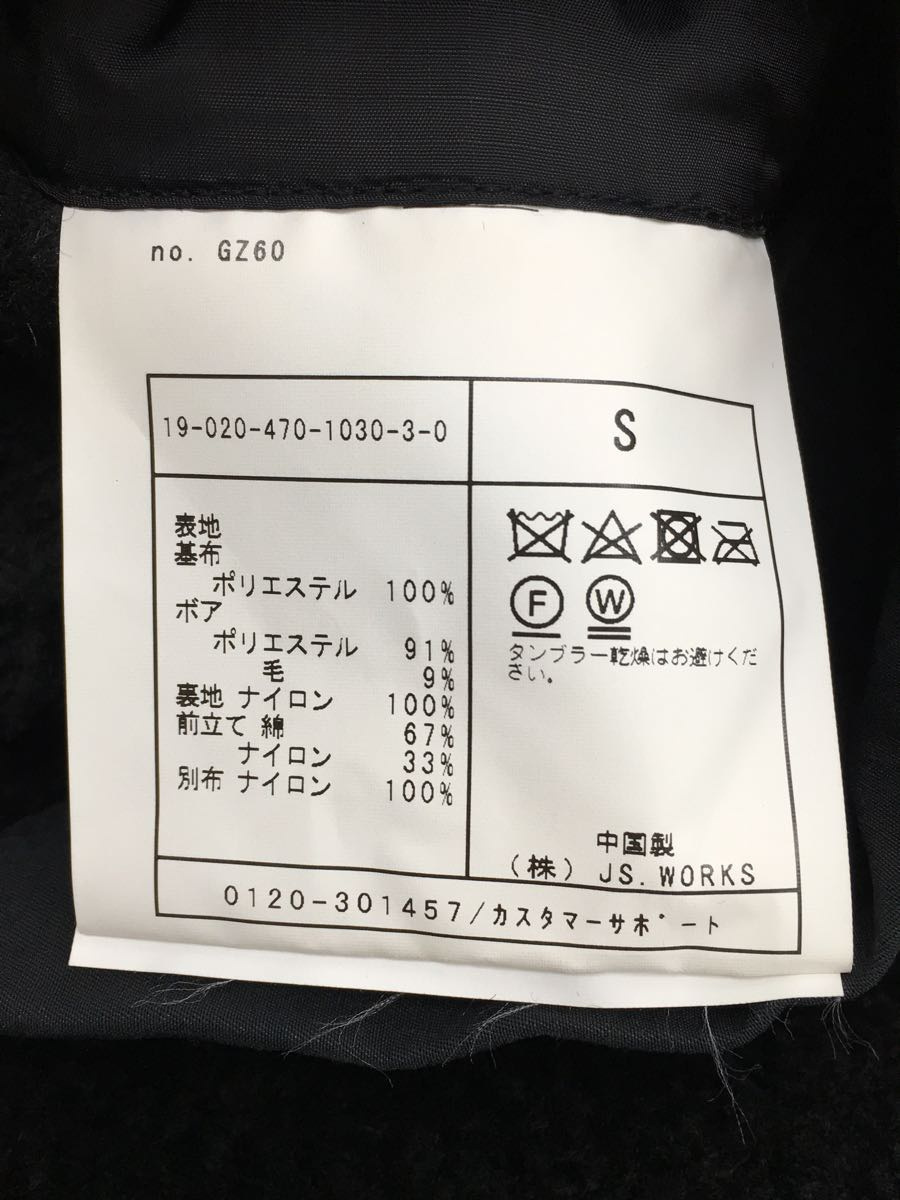 no. GZ60
19-020-470-1030-3-0
S
表地
基布
ポリエステル 100%
ボア
ポリエステル 91%
毛 9%
裏地 ナイロン 100%
前立て 綿 67%
ナイロン 33%
別布 ナイロン 100%
F W
タンブラー乾燥はお避けくだ
さい。
中国製
(株) JS.WORKS
0120-301457/カスタマーサポート